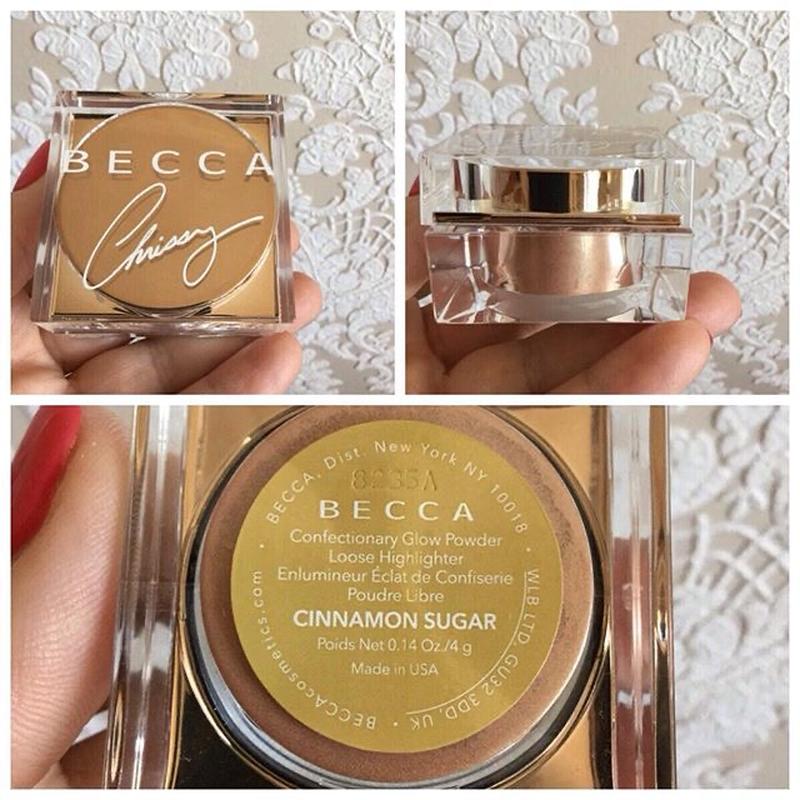 BECCA
Chrissy
BECCA, Dist. New York NY 10018
8235A
BECCA
Confectionary Glow Powder
Loose Highlighter
Enlumineur Éclat de Confiserie
Poudre Libre
CINNAMON SUGAR
Poids Net 0.14 Oz./4 g
Made in USA
WLB LTD, GU32 3DD, UK • BECCAcosmetics.com